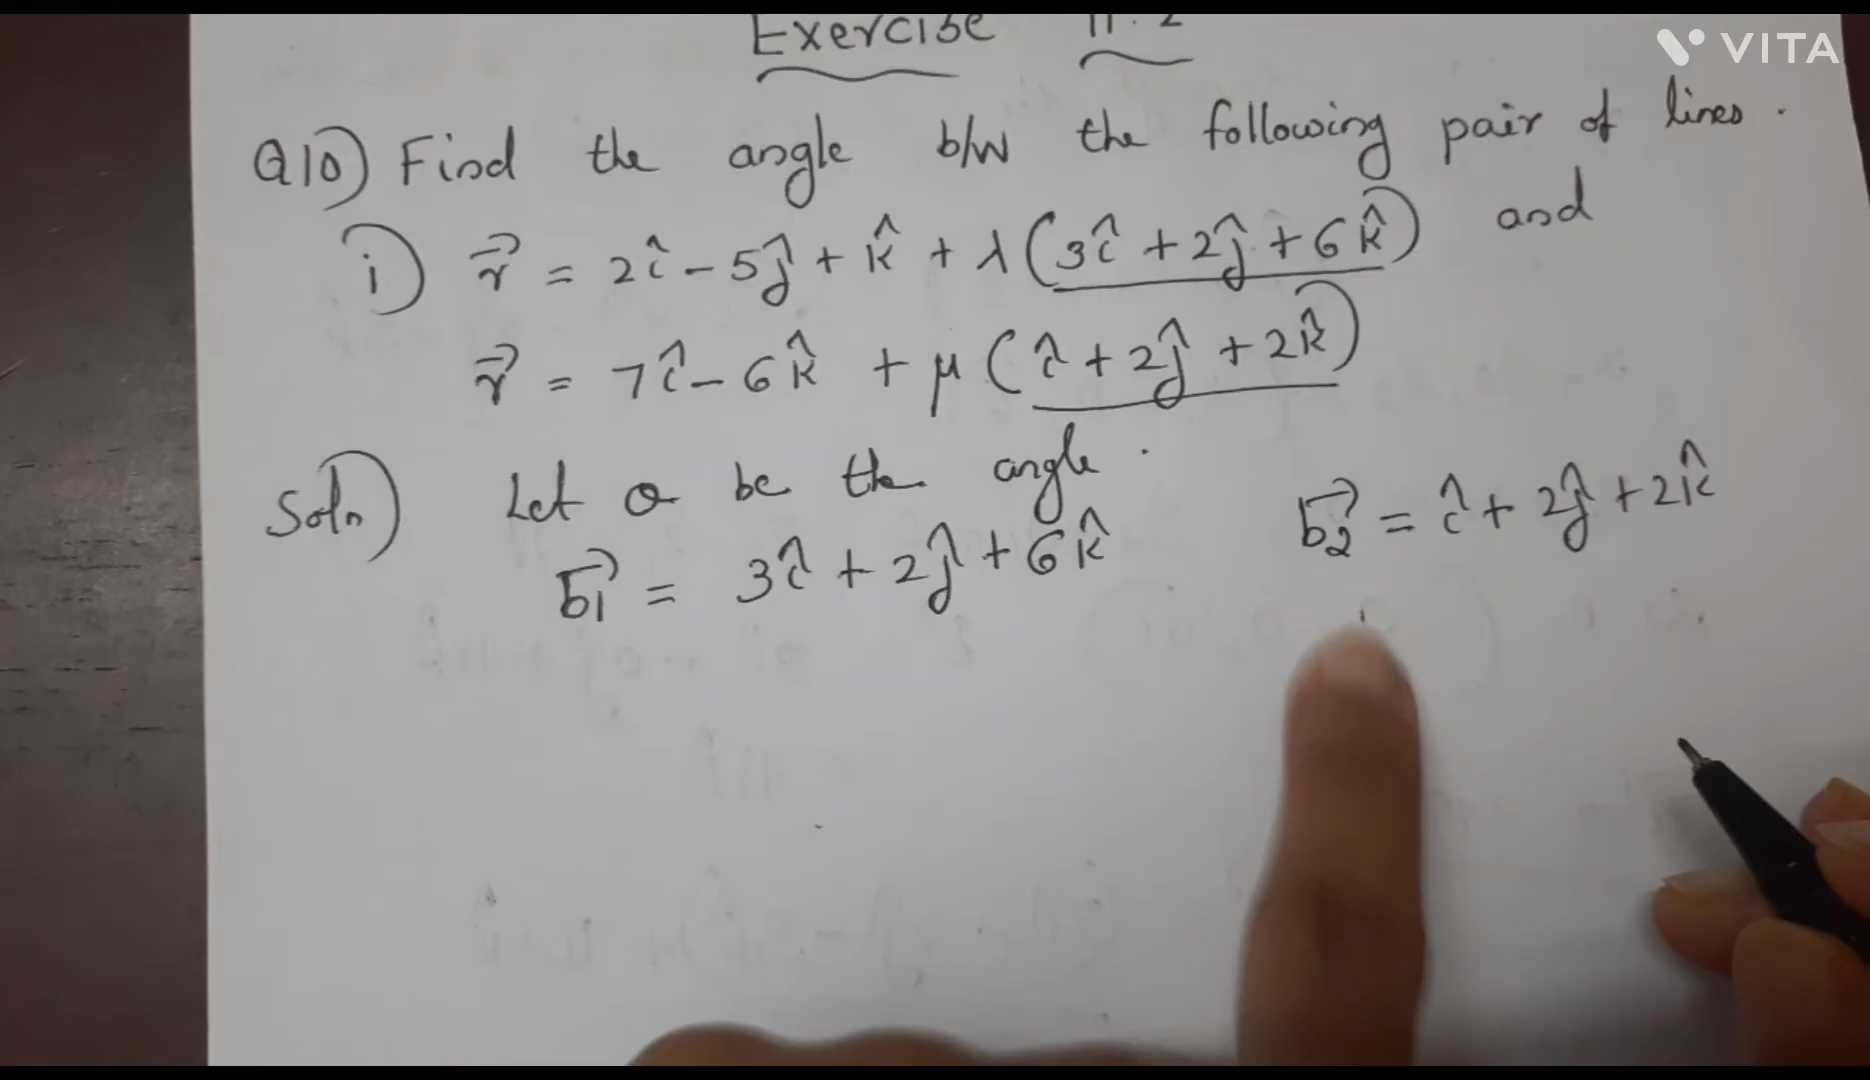 VITA
Exercise 11.2
Q10) Find the angle b/w the following pair of lines.
i) r⃗ = 2î - 5ĵ + k̂ + λ (3î + 2ĵ + 6k̂) and
r⃗ = 7î - 6k̂ + μ (î + 2ĵ + 2k̂)
Soln) Let θ be the angle.
b⃗1 = 3î + 2ĵ + 6k̂ b⃗2 = î + 2ĵ + 2k̂